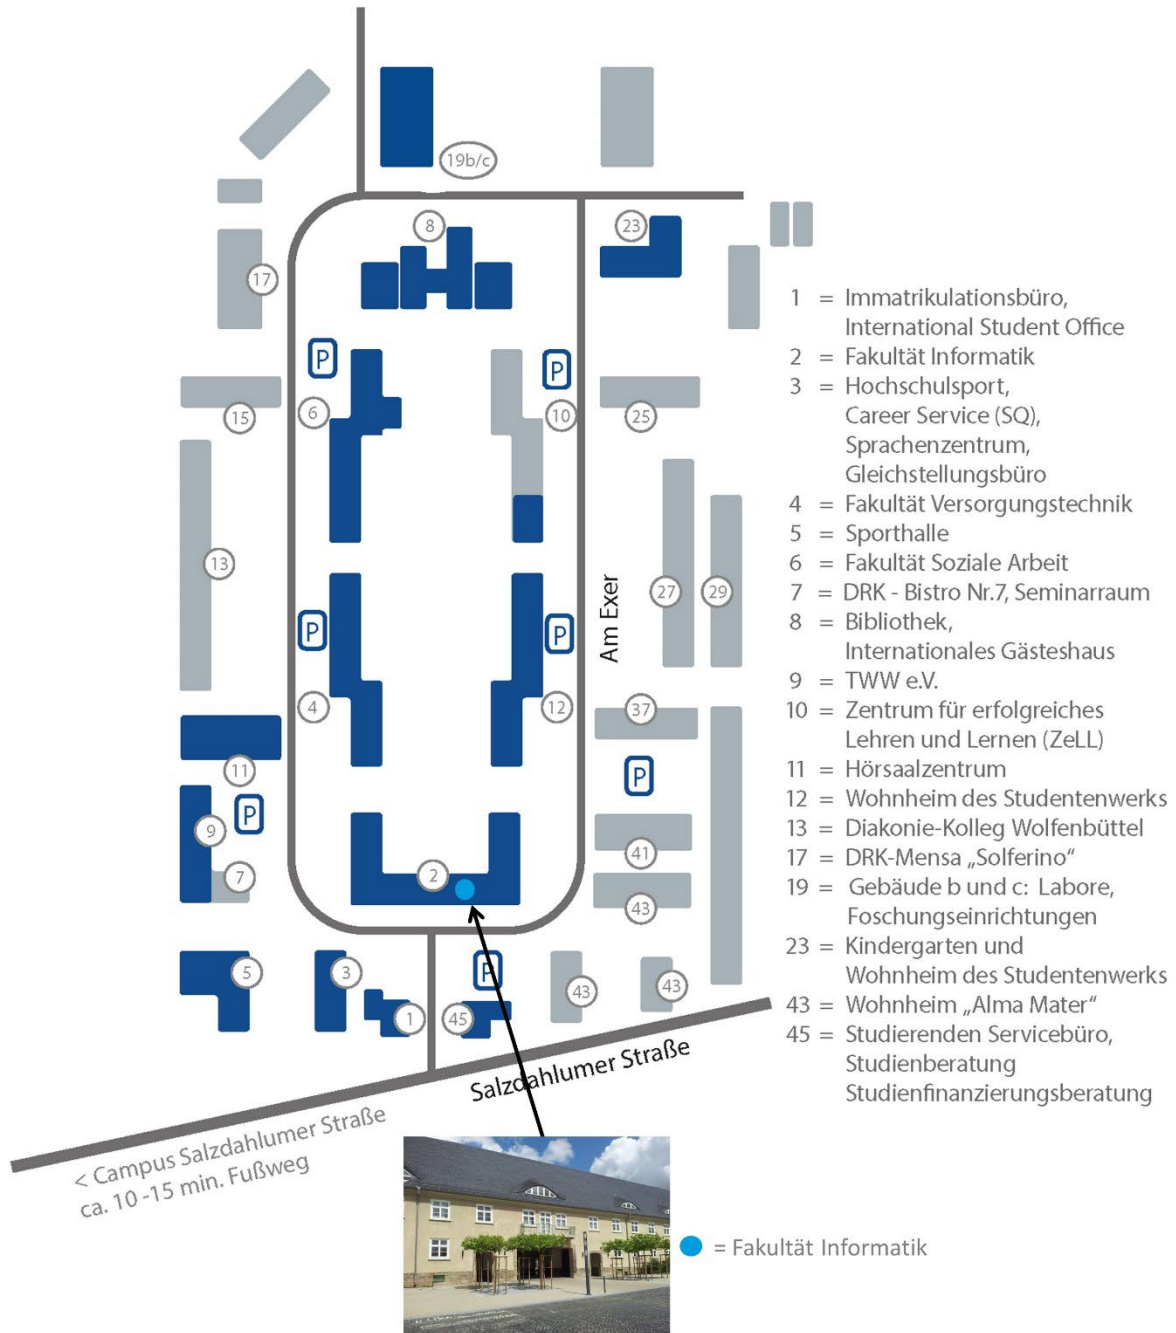 19b/c
8
23
17
P
P
6
10
15
25
13
27
29
Am Exer
P
P
4
12
37
11
P
P
9
7
2
41
43
5
3
P
1
45
43
43
Salzdahlumer Straße
< Campus Salzdahlumer Straße
ca. 10 -15 min. Fußweg
1 = Immatrikulationsbüro,
International Student Office
2 = Fakultät Informatik
3 = Hochschulsport,
Career Service (SQ),
Sprachenzentrum,
Gleichstellungsbüro
4 = Fakultät Versorgungstechnik
5 = Sporthalle
6 = Fakultät Soziale Arbeit
7 = DRK - Bistro Nr.7, Seminarraum
8 = Bibliothek,
Internationales Gästeshaus
9 = TWW e.V.
10 = Zentrum für erfolgreiches
Lehren und Lernen (ZeLL)
11 = Hörsaalzentrum
12 = Wohnheim des Studentenwerks
13 = Diakonie-Kolleg Wolfenbüttel
17 = DRK-Mensa „Solferino“
19 = Gebäude b und c: Labore,
Foschungseinrichtungen
23 = Kindergarten und
Wohnheim des Studentenwerks
43 = Wohnheim „Alma Mater“
45 = Studierenden Servicebüro,
Studienberatung
Studienfinanzierungsberatung
= Fakultät Informatik